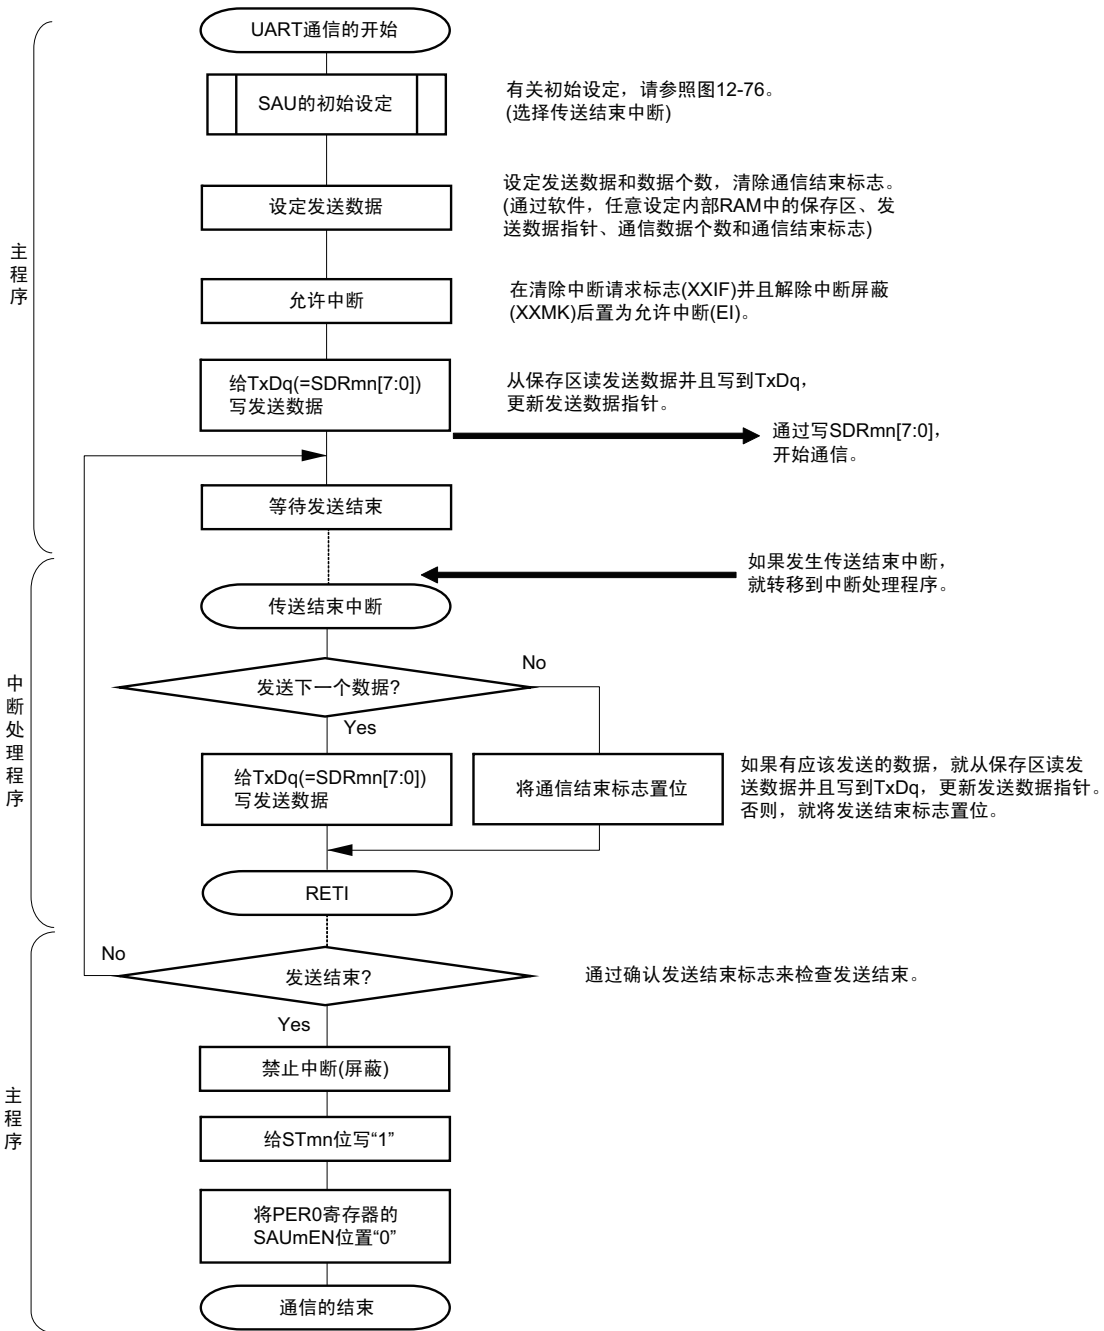 UART通信的开始
SAU的初始设定
有关初始设定，请参照图12-76。
(选择传送结束中断)
设定发送数据
设定发送数据和数据个数，清除通信结束标志。
(通过软件，任意设定内部RAM中的保存区、发
送数据指针、通信数据个数和通信结束标志)
主程序
允许中断
在清除中断请求标志(XXIF)并且解除中断屏蔽
(XXMK)后置为允许中断(EI)。
给TxDq(=SDRmn[7:0])
写发送数据
从保存区读发送数据并且写到TxDq，
更新发送数据指针。
通过写SDRmn[7:0]，
开始通信。
等待发送结束
如果发生传送结束中断，
就转移到中断处理程序。
传送结束中断
中断处理程序
发送下一个数据?
No
Yes
给TxDq(=SDRmn[7:0])
写发送数据
将通信结束标志置位
如果有应该发送的数据，就从保存区读发
送数据并且写到TxDq，更新发送数据指针。
否则，就将发送结束标志置位。
RETI
No
发送结束?
通过确认发送结束标志来检查发送结束。
Yes
主程序
禁止中断(屏蔽)
给STmn位写“1”
将PER0寄存器的
SAUmEN位置“0”
通信的结束